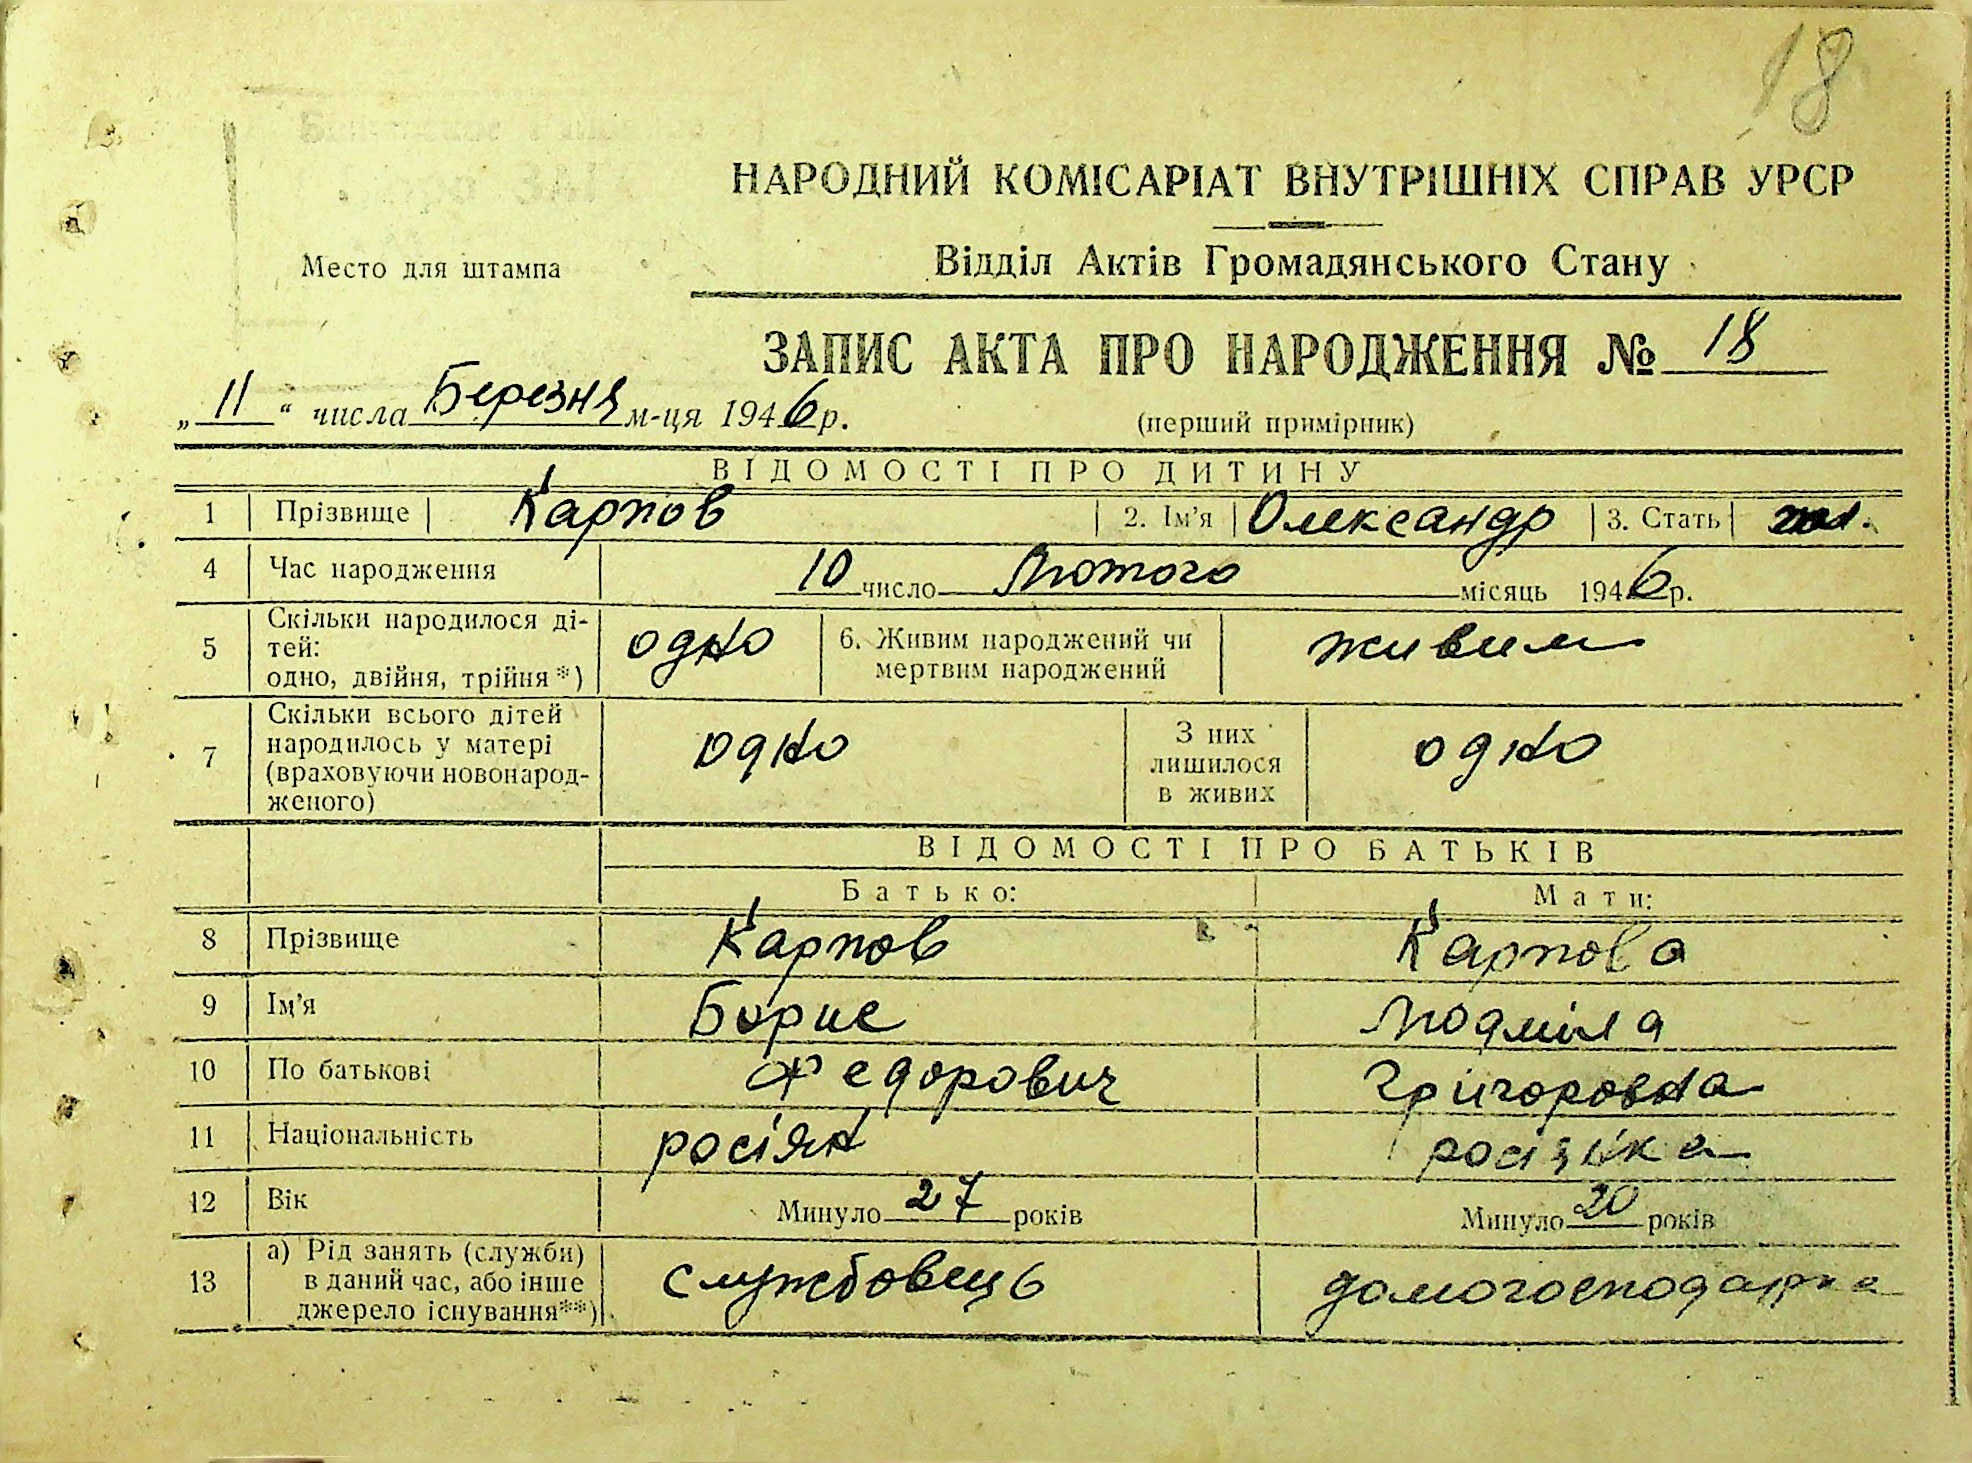 18
НАРОДНИЙ КОМІСАРІАТ ВНУТРІШНІХ СПРАВ УРСР
Место для штампа
Відділ Актів Громадянського Стану
ЗАПИС АКТА ПРО НАРОДЖЕННЯ № 18
„11“ числа Березня м-ця 1946 р.
(перший примірник)
ВІДОМОСТІ ПРО ДИТИНУ
1 Прізвище Карпов 2. Ім'я Олександр 3. Стать
4 Час народження 10 число Лютого місяць 1946 р.
5 Скільки народилося ді-
тей:
одно, двійня, трійня*) одно 6. Живим народжений чи
мертвим народжений живим
7 Скільки всього дітей
народилось у матері
(враховуючи новонарод-
женого) одно З них
лишилося
в живих одно
ВІДОМОСТІ ПРО БАТЬКІВ
Батько: Мати:
8 Прізвище Карпов Карпова
9 Ім'я Борис Людміла
10 По батькові Федорович Грігоровна
11 Національність росіян росіянка
12 Вік Минуло 27 років Минуло 20 років
13 а) Рід занять (служби)
в даний час, або інше
джерело існування**) службовець домогосподарка